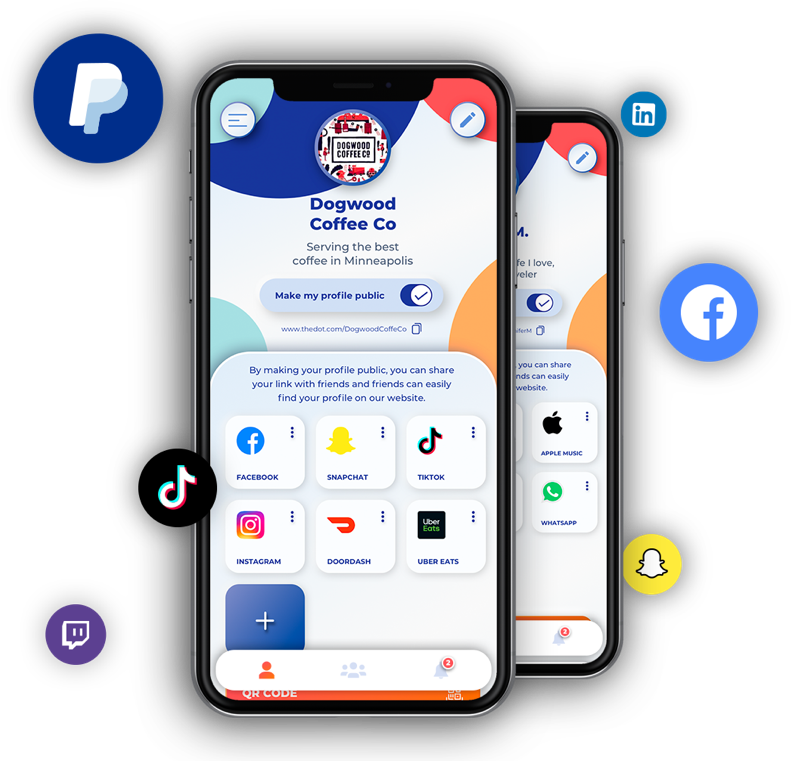 DOGWOOD
COFFEE CO
Dogwood
Coffee Co
Serving the best
coffee in Minneapolis
Make my profile public
www.thedot.com/DogwoodCoffeCo
By making your profile public, you can share
your link with friends and friends can easily
find your profile on our website.
FACEBOOK
SNAPCHAT
TIKTOK
INSTAGRAM
Uber
Eats
DOORDASH
UBER EATS
+
2
QR CODE
M.
fe I love,
veler
niferM
, you can share
nds can easily
website.
APPLE MUSIC
WHATSAPP
2
in